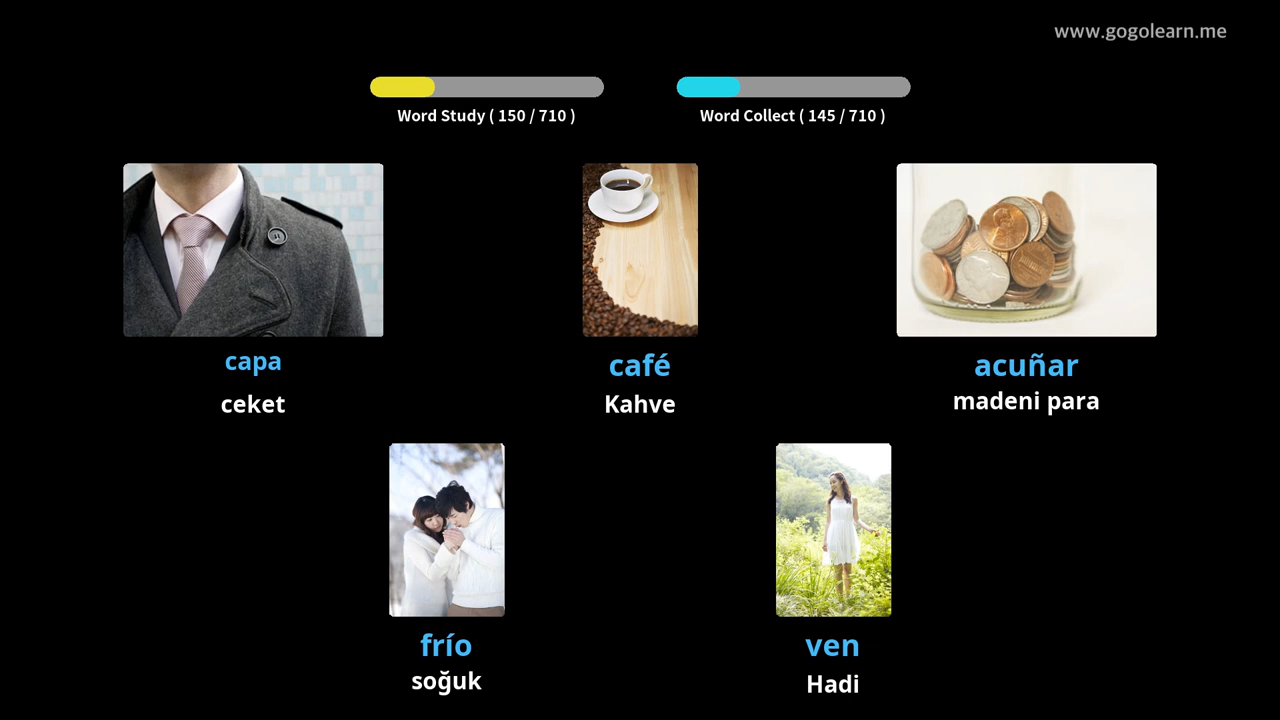 www.gogolearn.me
Word Study ( 150 / 710 )
Word Collect ( 145 / 710 )
capa
ceket
café
Kahve
acuñar
madeni para
frío
soğuk
ven
Hadi